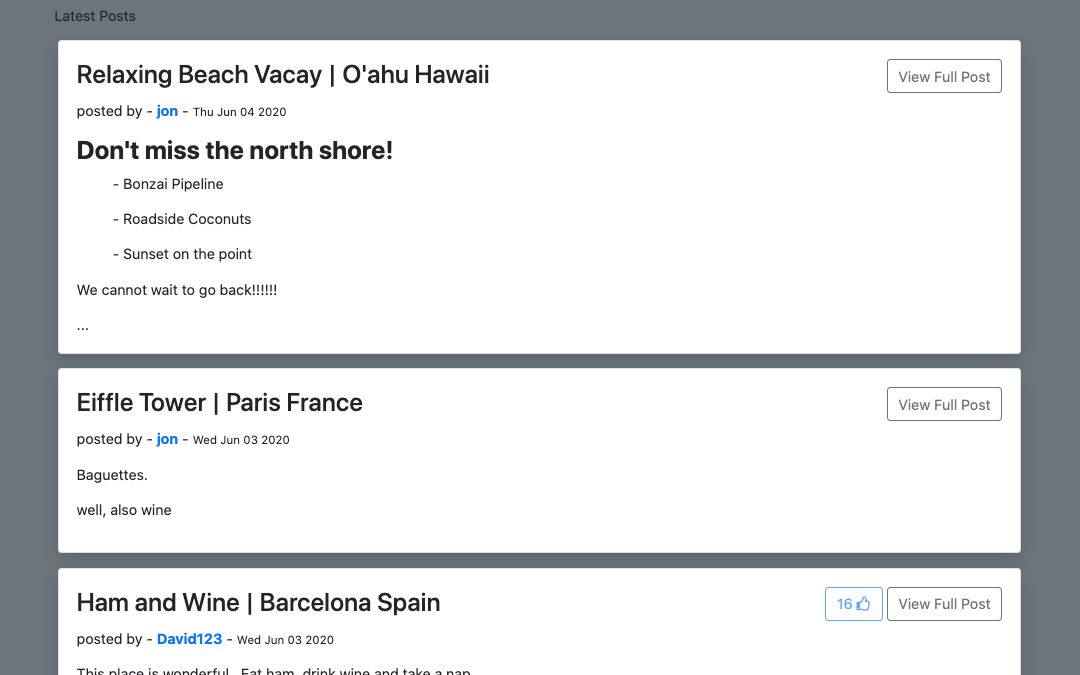 Latest Posts
Relaxing Beach Vacay | O'ahu Hawaii
View Full Post
posted by - jon - Thu Jun 04 2020
Don't miss the north shore!
- Bonzai Pipeline
- Roadside Coconuts
- Sunset on the point
We cannot wait to go back!!!!!!
...
Eiffle Tower | Paris France
View Full Post
posted by - jon - Wed Jun 03 2020
Baguettes.
well, also wine
Ham and Wine | Barcelona Spain
16
View Full Post
posted by - David123 - Wed Jun 03 2020
This place is wonderful. Eat ham, drink wine and take a nap